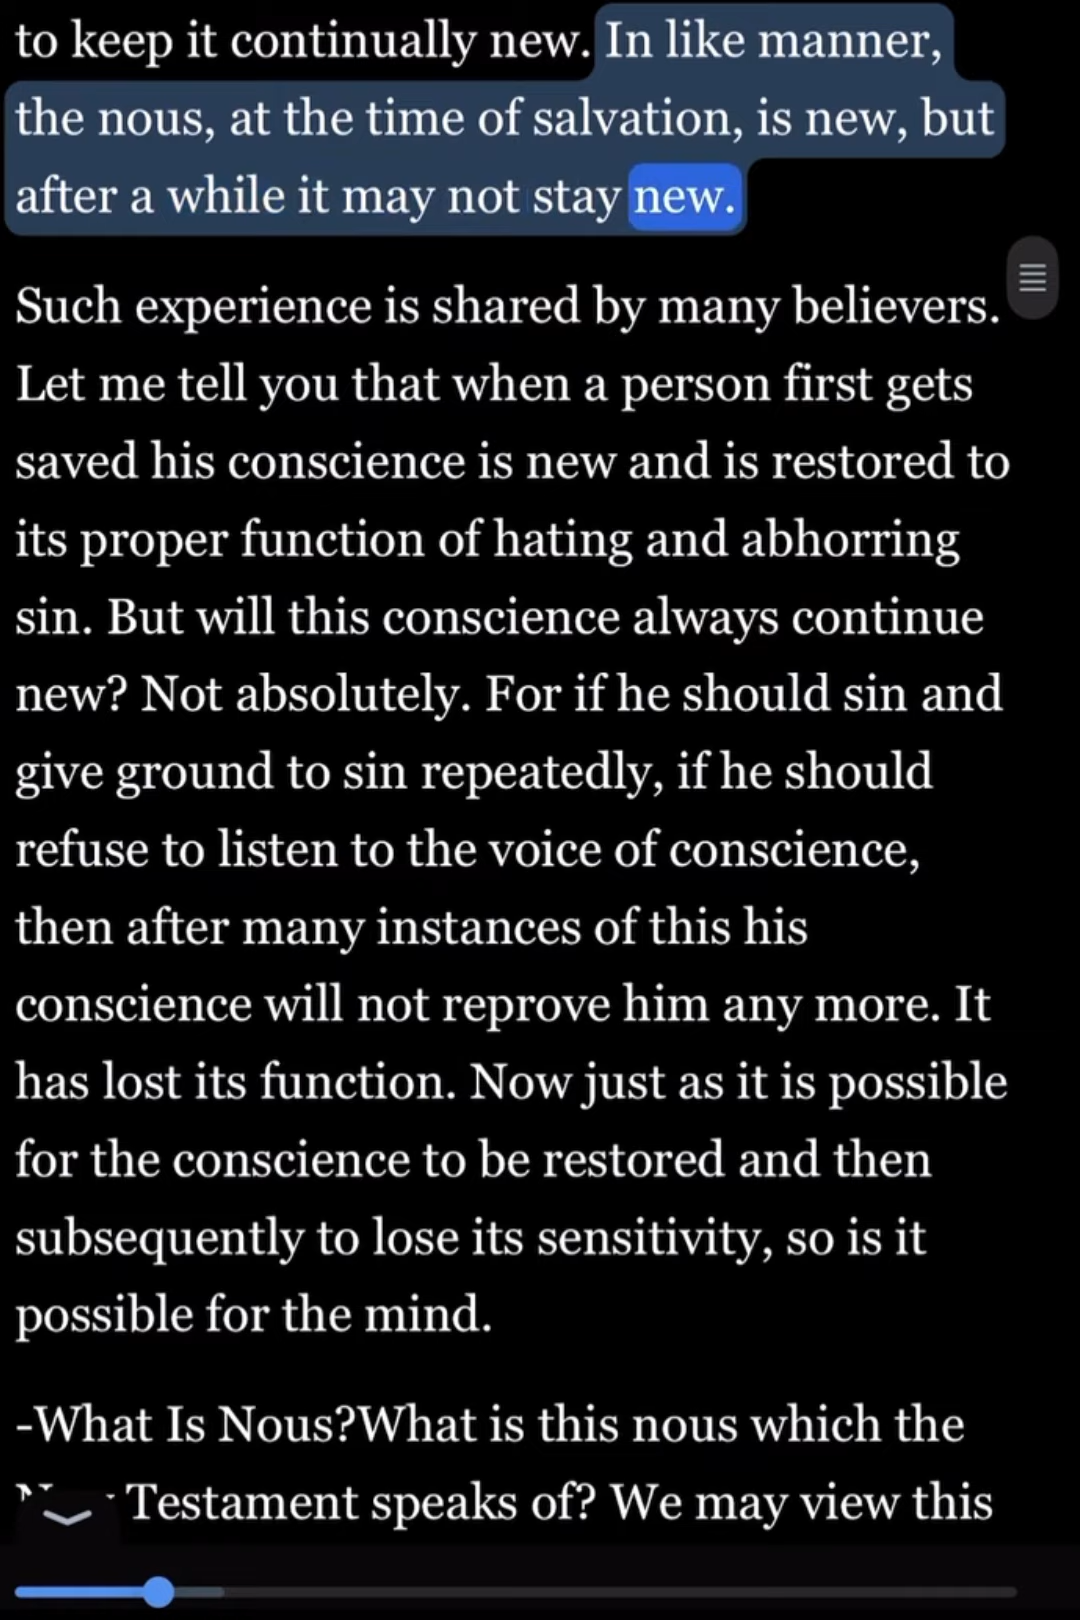 to keep it continually new. In like manner,
the nous, at the time of salvation, is new, but
after a while it may not stay new.
Such experience is shared by many believers.
Let me tell you that when a person first gets
saved his conscience is new and is restored to
its proper function of hating and abhorring
sin. But will this conscience always continue
new? Not absolutely. For if he should sin and
give ground to sin repeatedly, if he should
refuse to listen to the voice of conscience,
then after many instances of this his
conscience will not reprove him any more. It
has lost its function. Now just as it is possible
for the conscience to be restored and then
subsequently to lose its sensitivity, so is it
possible for the mind.
-What Is Nous?What is this nous which the
Testament speaks of? We may view this